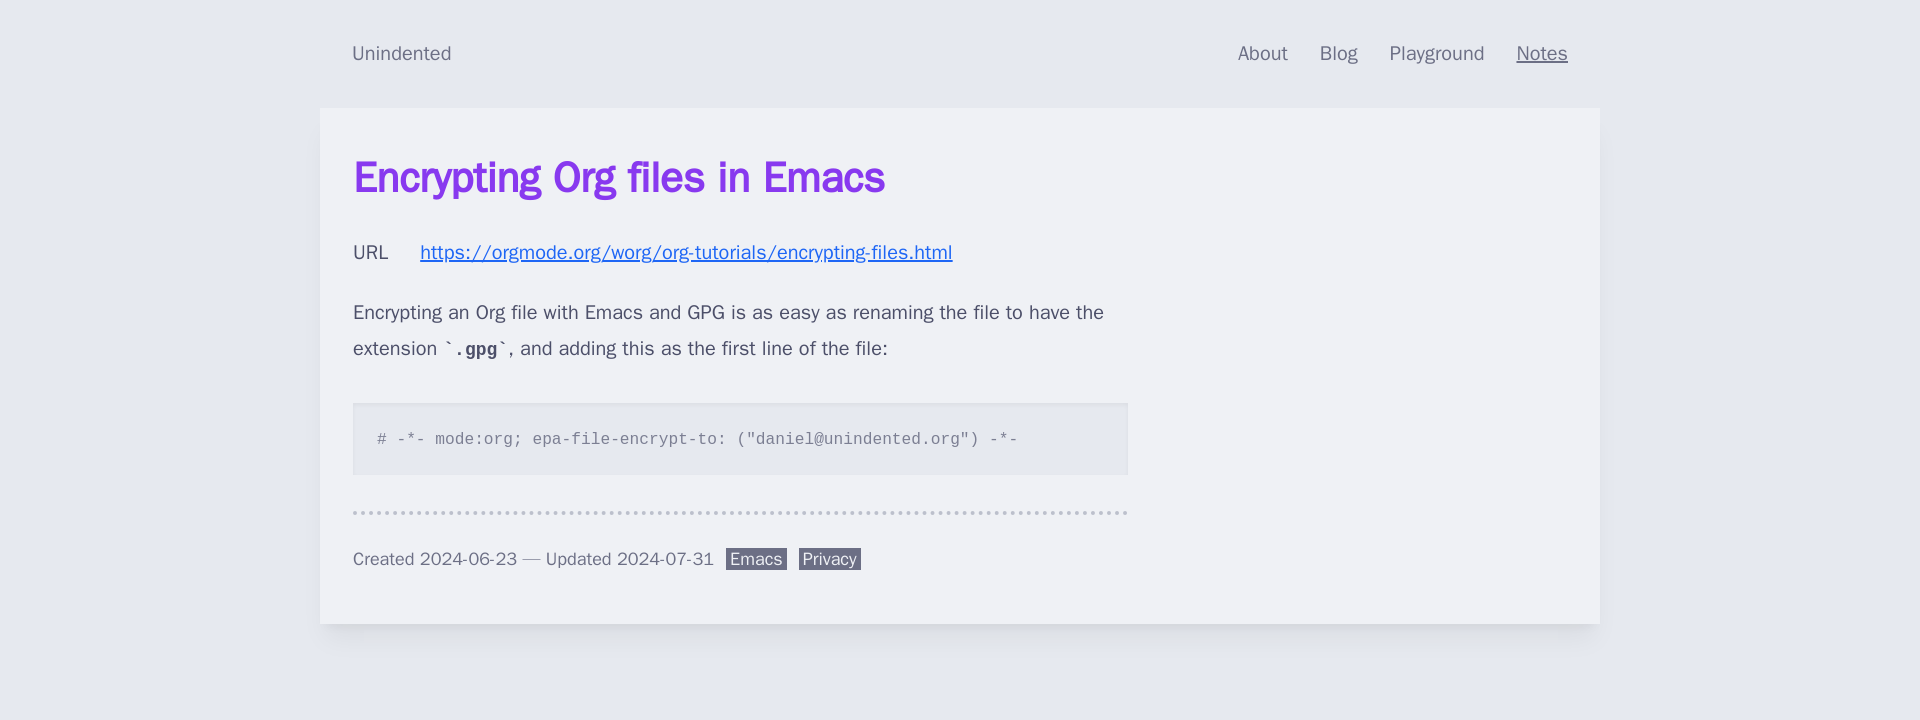 Unindented
About Blog Playground Notes
Encrypting Org files in Emacs
URL https://orgmode.org/worg/org-tutorials/encrypting-files.html
Encrypting an Org file with Emacs and GPG is as easy as renaming the file to have the
extension `.gpg`, and adding this as the first line of the file:
# -*- mode:org; epa-file-encrypt-to: ("daniel@unindented.org") -*-
Created 2024-06-23 — Updated 2024-07-31 Emacs Privacy